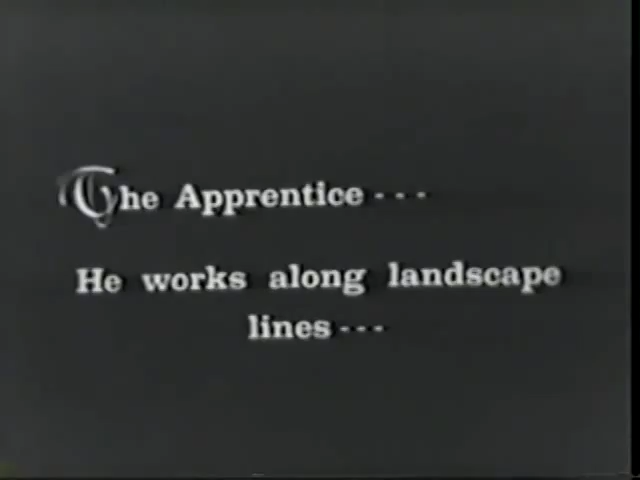 The Apprentice - - -
He works along landscape
lines - - -